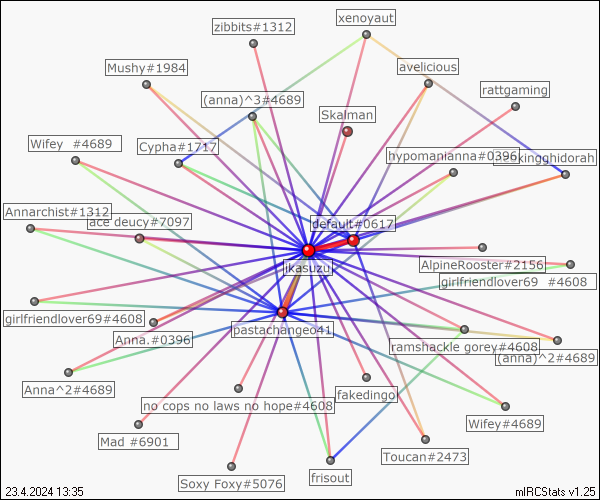 xenoyaut
zibbits#1312
Mushy#1984
avelicious
rattgaming
(anna)^3#4689
Skalman
Wifey #4689
Cypha#1717
hypomanianna#0396
kingghidorah
Annarchist#1312
ace deucy#7097
default#0617
jkasuzu
AlpineRooster#2156
girlfriendlover69 #4608
girlfriendlover69#4608
Anna.#0396
pastachange041
ramshackle gorey#4608
(anna)^2#4689
Anna^2#4689
no cops no laws no hope#4608
fakedingo
Wifey#4689
Mad #6901
Toucan#2473
Soxy Foxy#5076
frisout
23.4.2024 13:35
mIRCStats v1.25